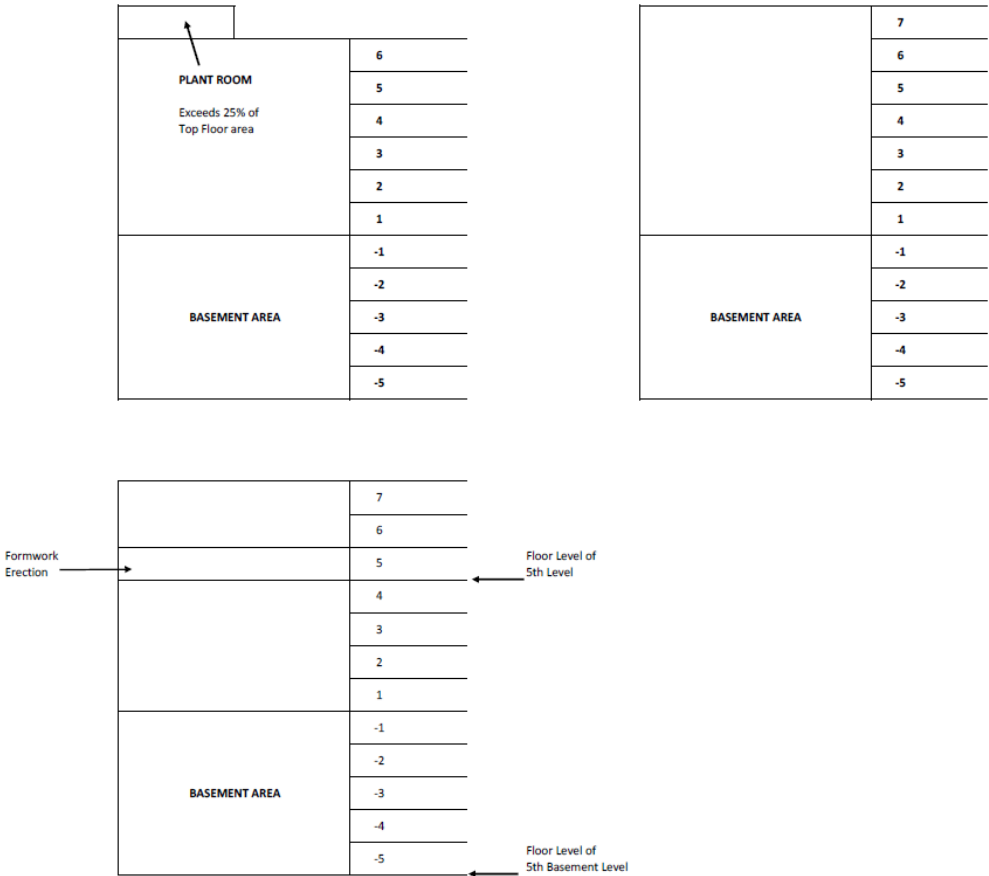 6
PLANT ROOM
5
Exceeds 25% of
Top Floor area
4
3
2
1
-1
-2
BASEMENT AREA
-3
-4
-5
7
6
5
4
3
2
1
-1
-2
BASEMENT AREA
-3
-4
-5
7
6
Formwork
Erection
5
Floor Level of
5th Level
4
3
2
1
-1
-2
BASEMENT AREA
-3
-4
-5
Floor Level of
5th Basement Level